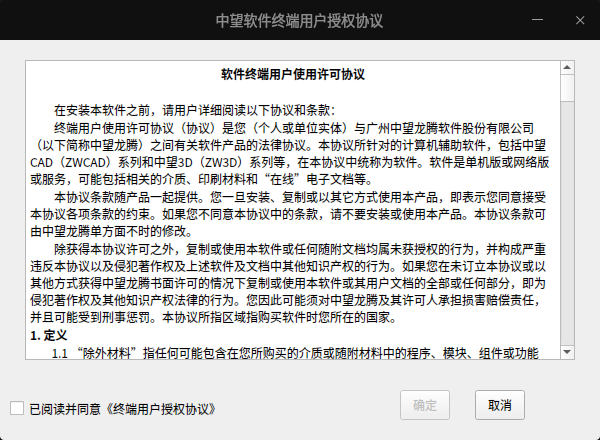 中望软件终端用户授权协议
软件终端用户使用许可协议
在安装本软件之前，请用户详细阅读以下协议和条款：
终端用户使用许可协议（协议）是您（个人或单位实体）与广州中望龙腾软件股份有限公司
（以下简称中望龙腾）之间有关软件产品的法律协议。本协议所针对的计算机辅助软件，包括中望
CAD（ZWCAD）系列和中望3D（ZW3D）系列等，在本协议中统称为软件。软件是单机版或网络版
或服务，可能包括相关的介质、印刷材料和“在线”电子文档等。
本协议条款随产品一起提供。您一旦安装、复制或以其它方式使用本产品，即表示您同意接受
本协议各项条款的约束。如果您不同意本协议中的条款，请不要安装或使用本产品。本协议条款可
由中望龙腾单方面不时的修改。
除获得本协议许可之外，复制或使用本软件或任何随附文档均属未获授权的行为，并构成严重
违反本协议以及侵犯著作权及上述软件及文档中其他知识产权的行为。如果您在未订立本协议或以
其他方式获得中望龙腾书面许可的情况下复制或使用本软件或其用户文档的全部或任何部分，即为
侵犯著作权及其他知识产权法律的行为。您因此可能须对中望龙腾及其许可人承担损害赔偿责任，
并且可能受到刑事惩罚。本协议所指区域指购买软件时您所在的国家。
1. 定义
1.1 “除外材料”指任何可能包含在您所购买的介质或随附材料中的程序、模块、组件或功能
已阅读并同意《终端用户授权协议》
确定
取消